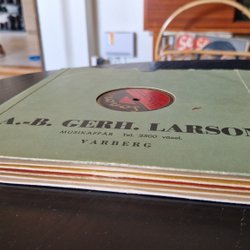 A.-B. GERH. LARSON
MUSIKAFFÄR. Tel. 2300 växel.
VARBERG